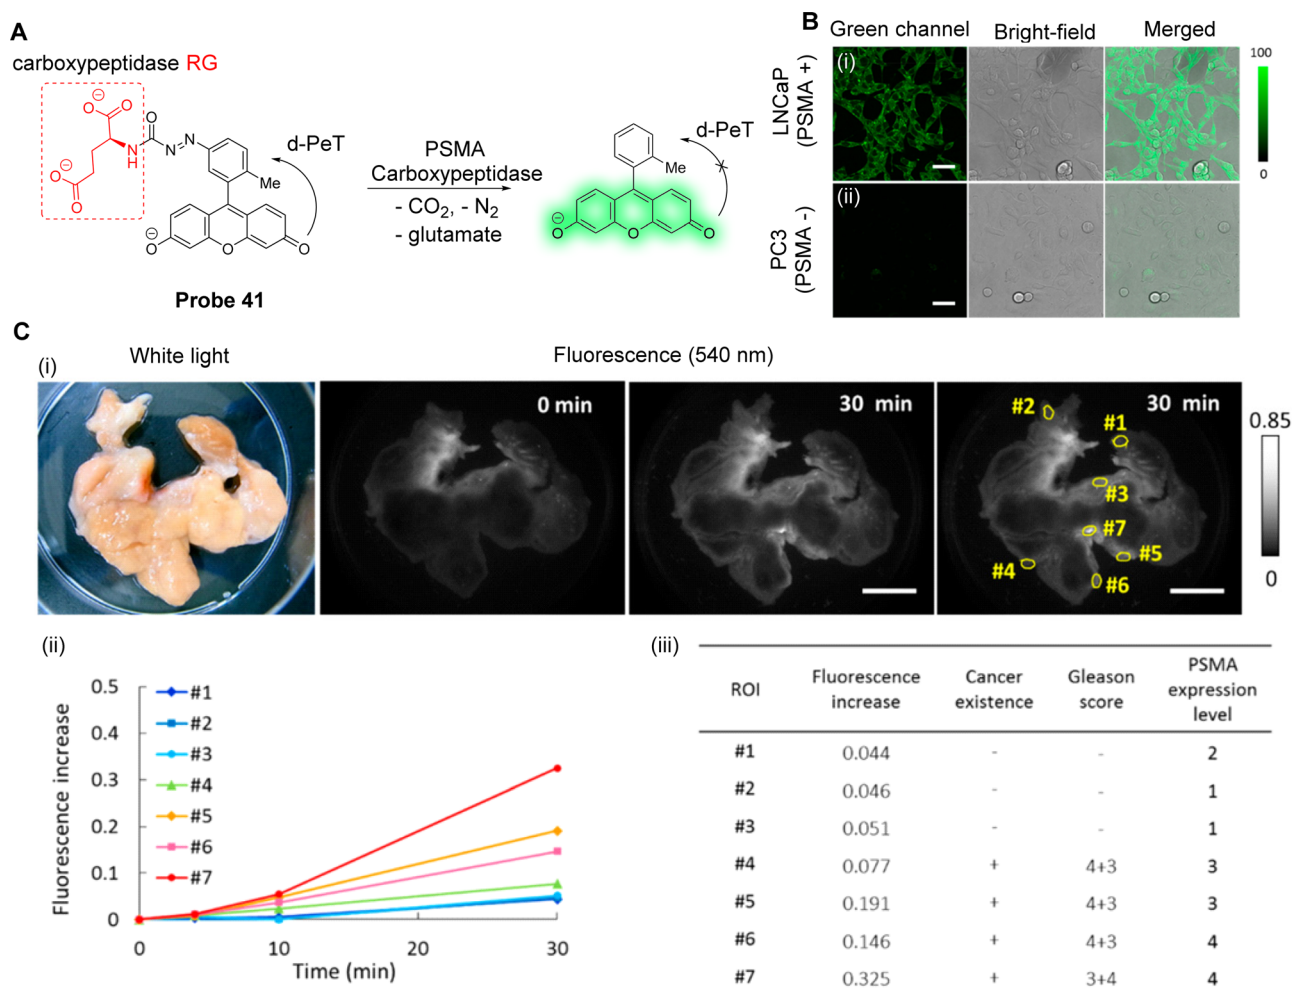 A
carboxypeptidase RG
⊖
O O
O
N N
N
H
d-PeT
⊖
O
O
Me
⊖
O
O
O
Probe 41
PSMA
Carboxypeptidase
- CO2, - N2
- glutamate
d-PeT
Me
⊖
O
O
O
B
Green channel Bright-field Merged
LNCaP
(PSMA +)
(i)
100
0
PC3
(PSMA -)
(ii)
C
(i)
White light
Fluorescence (540 nm)
0 min
30 min
30 min
#2
#1
#3
#7
#5
#4
#6
0.85
0
(ii)
Fluorescence increase
0.5
0.4
0.3
0.2
0.1
0
#1
#2
#3
#4
#5
#6
#7
0 10 20 30
Time (min)
(iii)
ROI Fluorescence increase Cancer existence Gleason score PSMA expression level
#1 0.044 - - 2
#2 0.046 - - 1
#3 0.051 - - 1
#4 0.077 + 4+3 3
#5 0.191 + 4+3 3
#6 0.146 + 4+3 4
#7 0.325 + 3+4 4